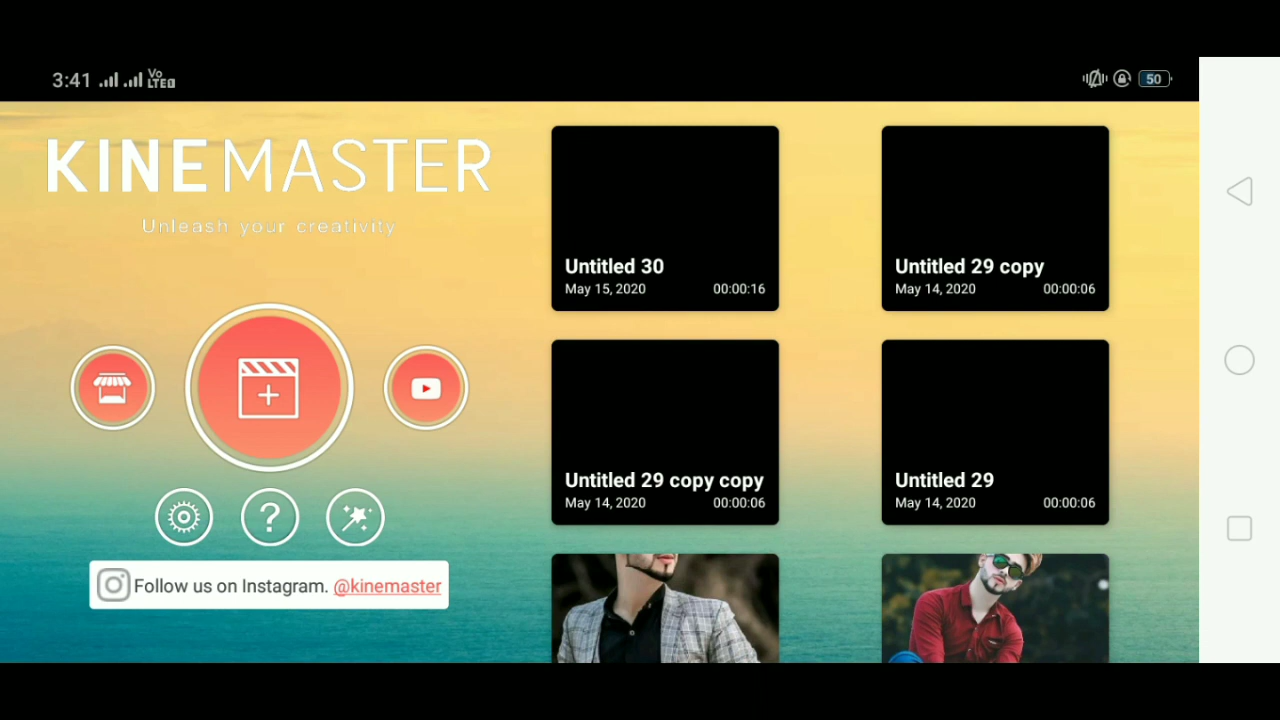 3:41 Vo LTE 50
KINEMASTER
Unleash your creativity
Follow us on Instagram. @kinemaster
Untitled 30
May 15, 2020 00:00:16
Untitled 29 copy
May 14, 2020 00:00:06
Untitled 29 copy copy
May 14, 2020 00:00:06
Untitled 29
May 14, 2020 00:00:06